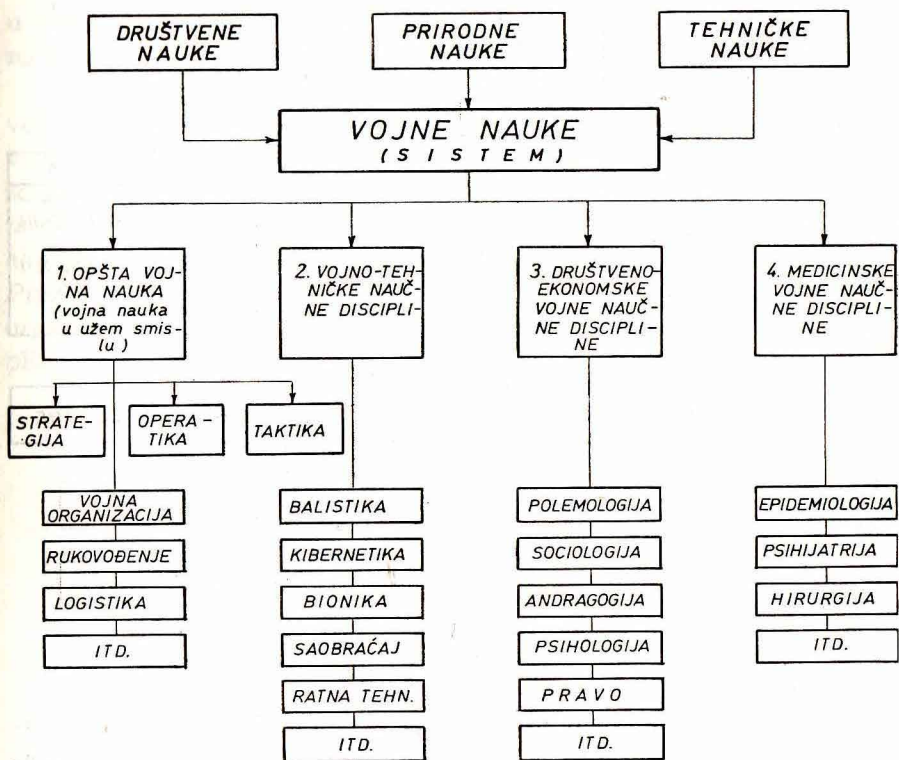 DRUŠTVENE
NAUKE
PRIRODNE
NAUKE
TEHNIČKE
NAUKE
VOJNE NAUKE
(SISTEM)
1. OPŠTA VOJ-
NA NAUKA
(vojna nauka
u užem smis-
lu)
2. VOJNO-TEH-
NIČKE NAUČ-
NE DISCIPLI-
3. DRUŠTVENO-
EKONOMSKE
VOJNE NAUČ-
NE DISCIPLI-
NE
4. MEDICINSKE
VOJNE NAUČ-
NE DISCIPLI-
NE
STRATE-
GIJA
OPERA-
TIKA
TAKTIKA
VOJNA
ORGANIZACIJA
RUKOVOĐENJE
LOGISTIKA
ITD.
BALISTIKA
KIBERNETIKA
BIONIKA
SAOBRAĆAJ
RATNA TEHN.
ITD.
POLEMOLOGIJA
SOCIOLOGIJA
ANDRAGOGIJA
PSIHOLOGIJA
PRAVO
ITD.
EPIDEMIOLOGIJA
PSIHIJATRIJA
HIRURGIJA
ITD.